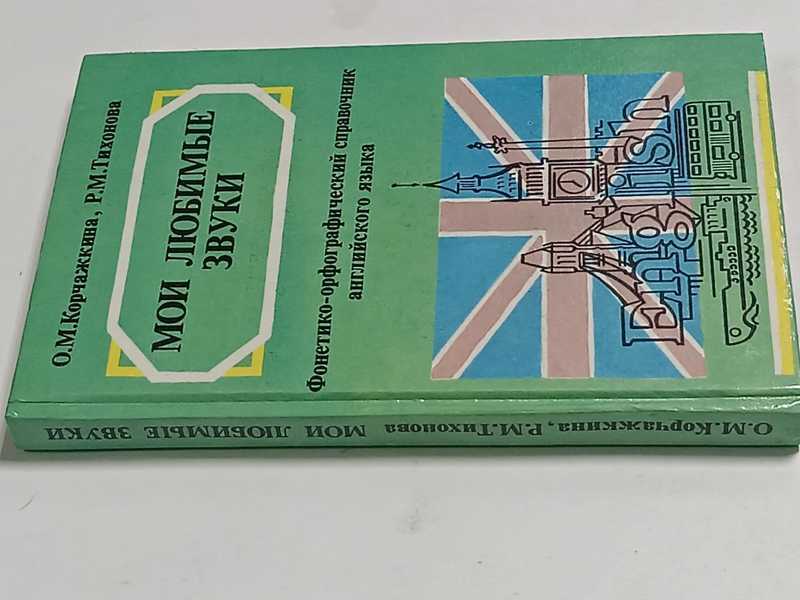 О.М.Корчажкина, Р.М.Тихонова
МОИ ЛЮБИМЫЕ
ЗВУКИ
Фонетико-орфографический справочник
английского языка
English
О.М.Корчажкина, Р.М.Тихонова МОИ ЛЮБИМЫЕ ЗВУКИ